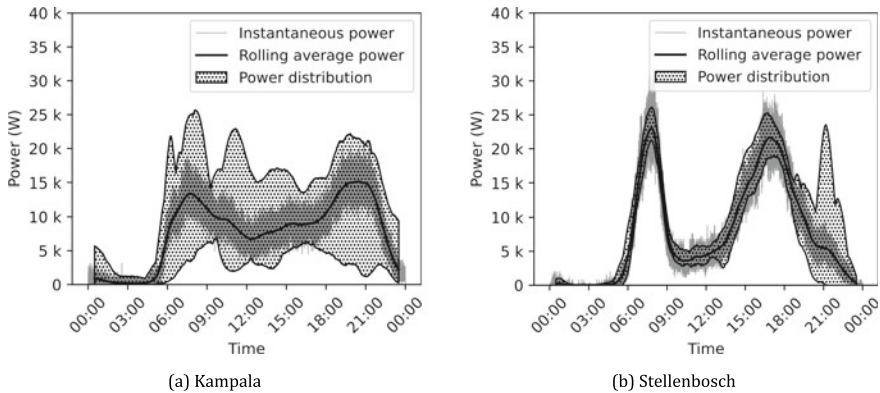 40 k
35 k
30 k
25 k
20 k
15 k
10 k
5 k
0
Power (W)
Instantaneous power
Rolling average power
Power distribution
00:00
03:00
06:00
09:00
12:00
15:00
18:00
21:00
00:00
Time
(a) Kampala
40 k
35 k
30 k
25 k
20 k
15 k
10 k
5 k
0
Power (W)
Instantaneous power
Rolling average power
Power distribution
00:00
03:00
06:00
09:00
12:00
15:00
18:00
21:00
00:00
Time
(b) Stellenbosch